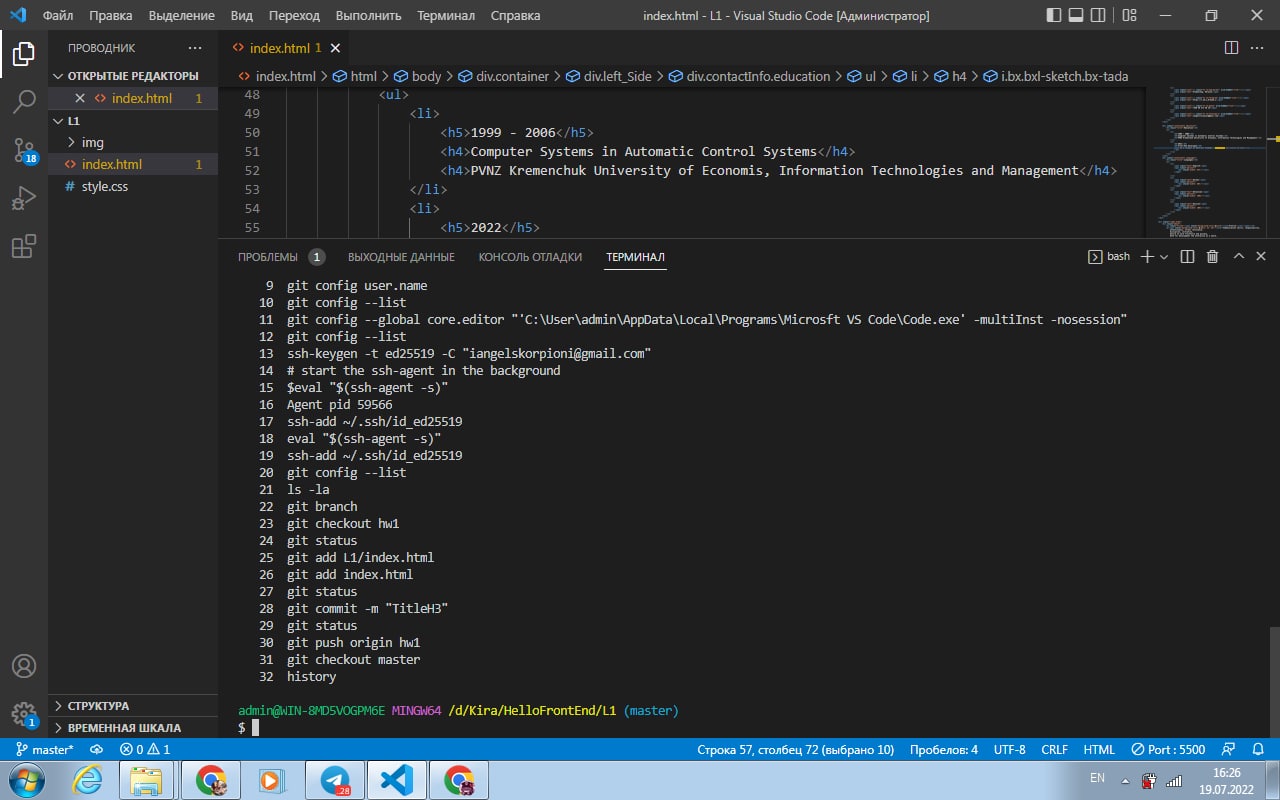 Файл Правка Выделение Вид Переход Выполнить Терминал Справка index.html - L1 - Visual Studio Code [Администратор]
ПРОВОДНИК ...
ОТКРЫТЫЕ РЕДАКТОРЫ
index.html 1
L1
img
index.html 1
style.css
18
СТРУКТУРА
ВРЕМЕННАЯ ШКАЛА
1
index.html 1
index.html > html > body > div.container > div.left_Side > div.contactInfo.education > ul > li > h4 > i.bx.bxl-sketch.bx-tada
48 <ul>
49 <li>
50 <h5>1999 - 2006</h5>
51 <h4>Computer Systems in Automatic Control Systems</h4>
52 <h4>PVNZ Kremenchuk University of Economis, Information Technologies and Management</h4>
53 </li>
54 <li>
55 <h5>2022</h5>
ПРОБЛЕМЫ 1 ВЫХОДНЫЕ ДАННЫЕ КОНСОЛЬ ОТЛАДКИ ТЕРМИНАЛ bash
9 git config user.name
10 git config --list
11 git config --global core.editor "'C:\User\admin\AppData\Local\Programs\Microsft VS Code\Code.exe' -multiInst -nosession"
12 git config --list
13 ssh-keygen -t ed25519 -C "iangelskorpioni@gmail.com"
14 # start the ssh-agent in the background
15 $eval "$(ssh-agent -s)"
16 Agent pid 59566
17 ssh-add ~/.ssh/id_ed25519
18 eval "$(ssh-agent -s)"
19 ssh-add ~/.ssh/id_ed25519
20 git config --list
21 ls -la
22 git branch
23 git checkout hw1
24 git status
25 git add L1/index.html
26 git add index.html
27 git status
28 git commit -m "TitleH3"
29 git status
30 git push origin hw1
31 git checkout master
32 history
admin@WIN-8MD5VOGPM6E MINGW64 /d/Kira/HelloFrontEnd/L1 (master)
$
master* 0 1 Строка 57, столбец 72 (выбрано 10) Пробелов: 4 UTF-8 CRLF HTML Port : 5500
.28
EN 16:26
19.07.2022